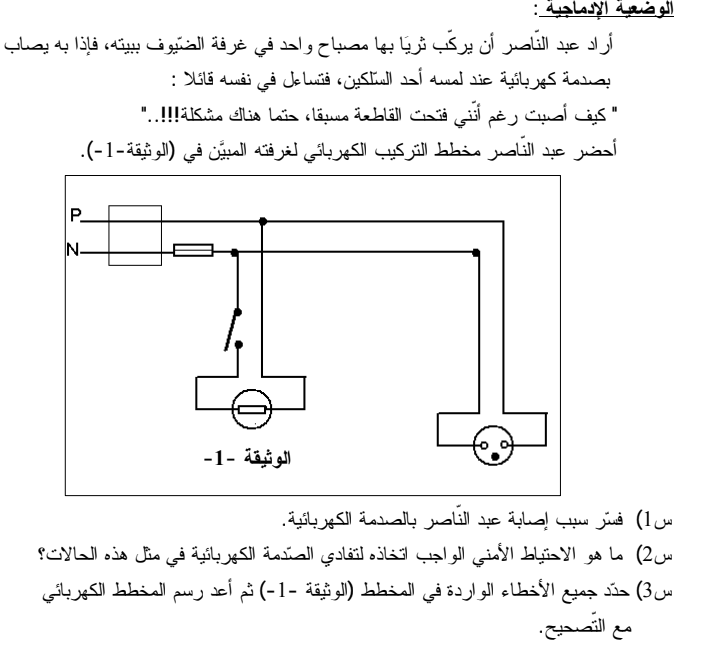 الوضعية الإدماجية :
أراد عبد النّاصر أن يركّب ثريَا بها مصباح واحد في غرفة الضّيوف ببيته، فإذا به يصاب
بصدمة كهربائية عند لمسه أحد السّلكين، فتساءل في نفسه قائلا :
" كيف أصبت رغم أنّني فتحت القاطعة مسبقا، حتما هناك مشكلة!!!.."
أحضر عبد النّاصر مخطط التركيب الكهربائي لغرفته المبيَّن في (الوثيقة-1-).
P
N
الوثيقة -1-
س1) فسّر سبب إصابة عبد النّاصر بالصدمة الكهربائية.
س2) ما هو الاحتياط الأمني الواجب اتخاذه لتفادي الصّدمة الكهربائية في مثل هذه الحالات؟
س3) حدّد جميع الأخطاء الواردة في المخطط (الوثيقة -1-) ثم أعد رسم المخطط الكهربائي
مع التّصحيح.